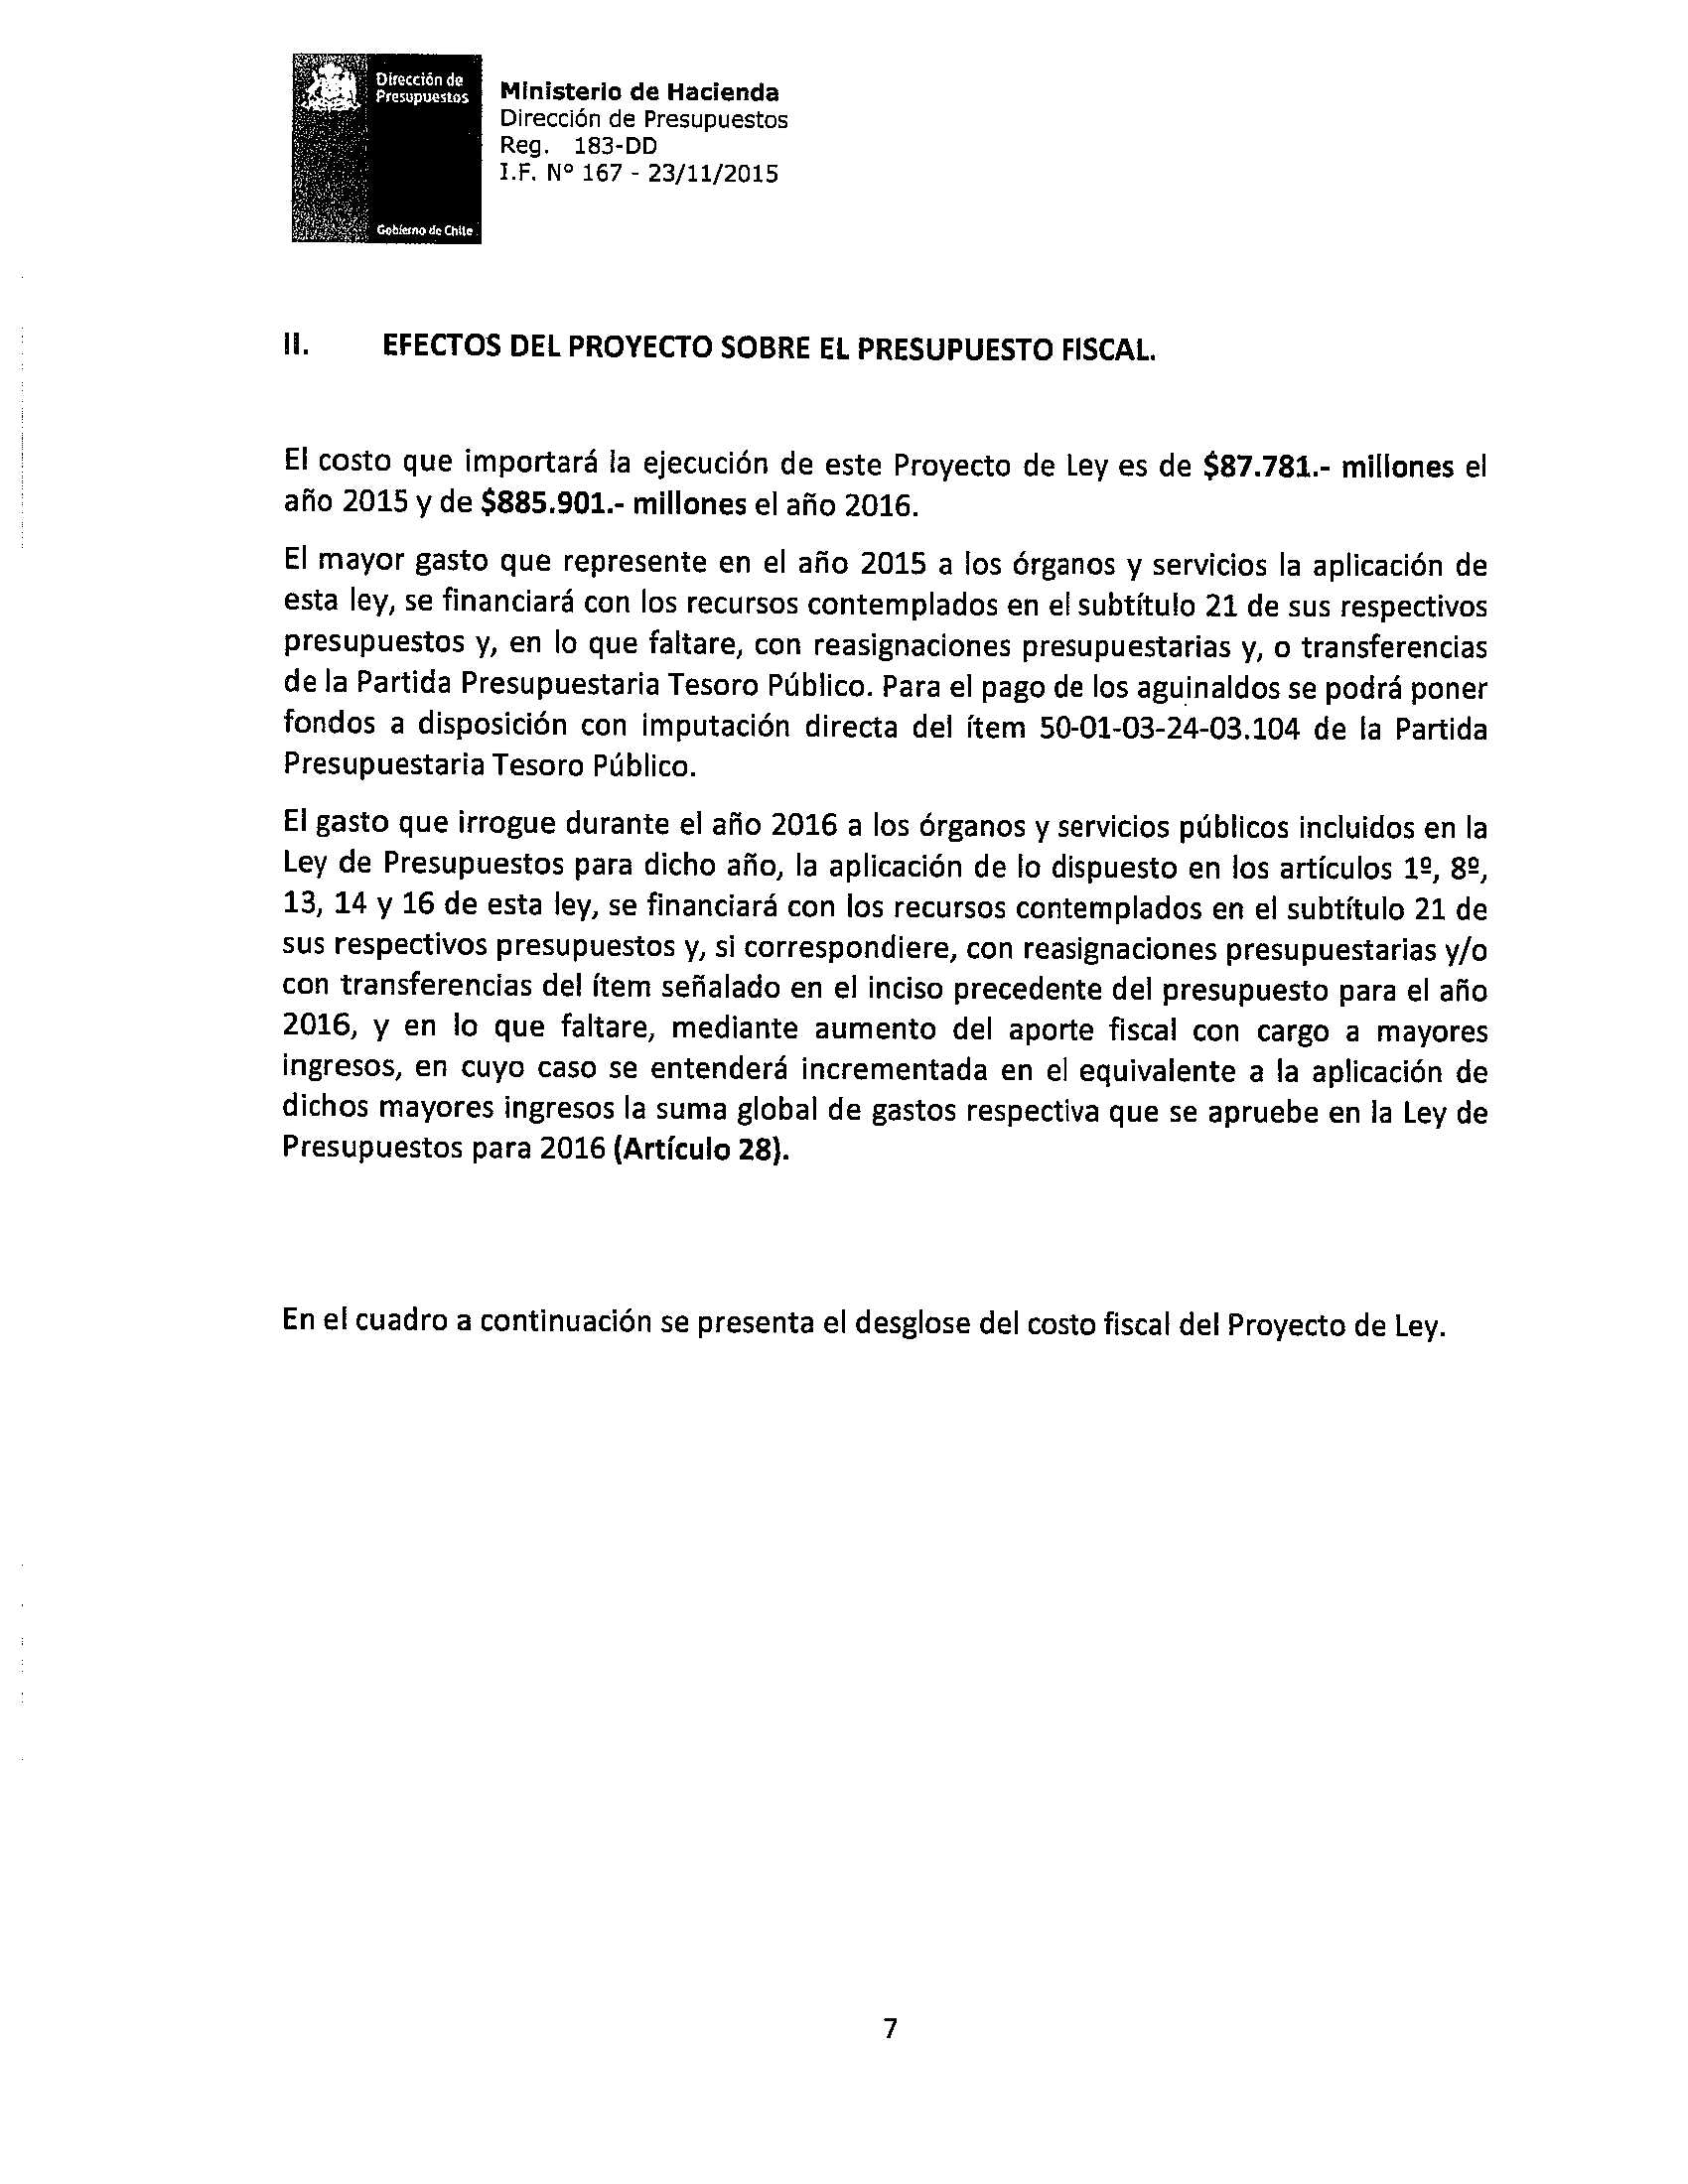 Dirección de
Presupuestos
Gobierno de Chile
Ministerio de Hacienda
Dirección de Presupuestos
Reg. 183-DD
I.F. Nº 167 - 23/11/2015
II. EFECTOS DEL PROYECTO SOBRE EL PRESUPUESTO FISCAL.
El costo que importará la ejecución de este Proyecto de Ley es de $87.781.- millones el
año 2015 y de $885.901.- millones el año 2016.
El mayor gasto que represente en el año 2015 a los órganos y servicios la aplicación de
esta ley, se financiará con los recursos contemplados en el subtítulo 21 de sus respectivos
presupuestos y, en lo que faltare, con reasignaciones presupuestarias y, o transferencias
de la Partida Presupuestaria Tesoro Público. Para el pago de los aguinaldos se podrá poner
fondos a disposición con imputación directa del ítem 50-01-03-24-03.104 de la Partida
Presupuestaria Tesoro Público.
El gasto que irrogue durante el año 2016 a los órganos y servicios públicos incluidos en la
Ley de Presupuestos para dicho año, la aplicación de lo dispuesto en los artículos 1º, 8º,
13, 14 y 16 de esta ley, se financiará con los recursos contemplados en el subtítulo 21 de
sus respectivos presupuestos y, si correspondiere, con reasignaciones presupuestarias y/o
con transferencias del ítem señalado en el inciso precedente del presupuesto para el año
2016, y en lo que faltare, mediante aumento del aporte fiscal con cargo a mayores
ingresos, en cuyo caso se entenderá incrementada en el equivalente a la aplicación de
dichos mayores ingresos la suma global de gastos respectiva que se apruebe en la Ley de
Presupuestos para 2016 (Artículo 28).
En el cuadro a continuación se presenta el desglose del costo fiscal del Proyecto de Ley.
7